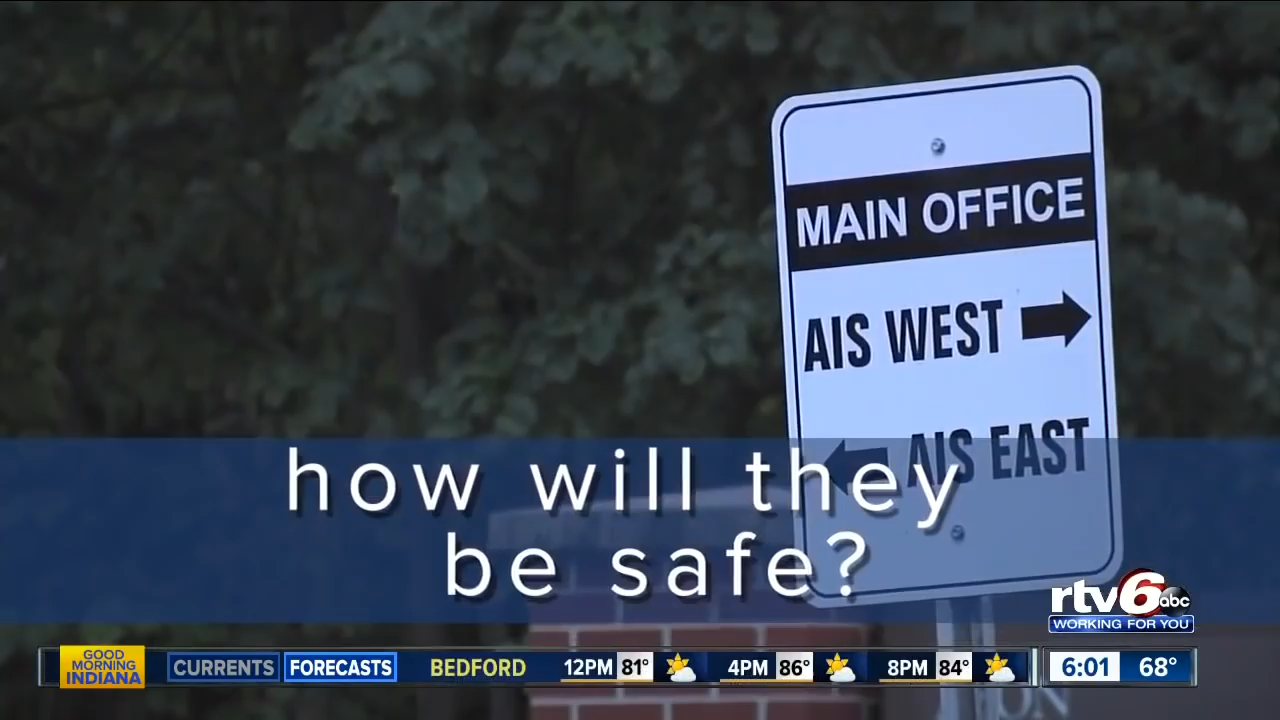 MAIN OFFICE
AIS WEST
AIS EAST
how will they
be safe?
rtv6 abc
WORKING FOR YOU
GOOD MORNING INDIANA CURRENTS FORECASTS BEDFORD 12PM 81° 4PM 86° 8PM 84° 6:01 68°